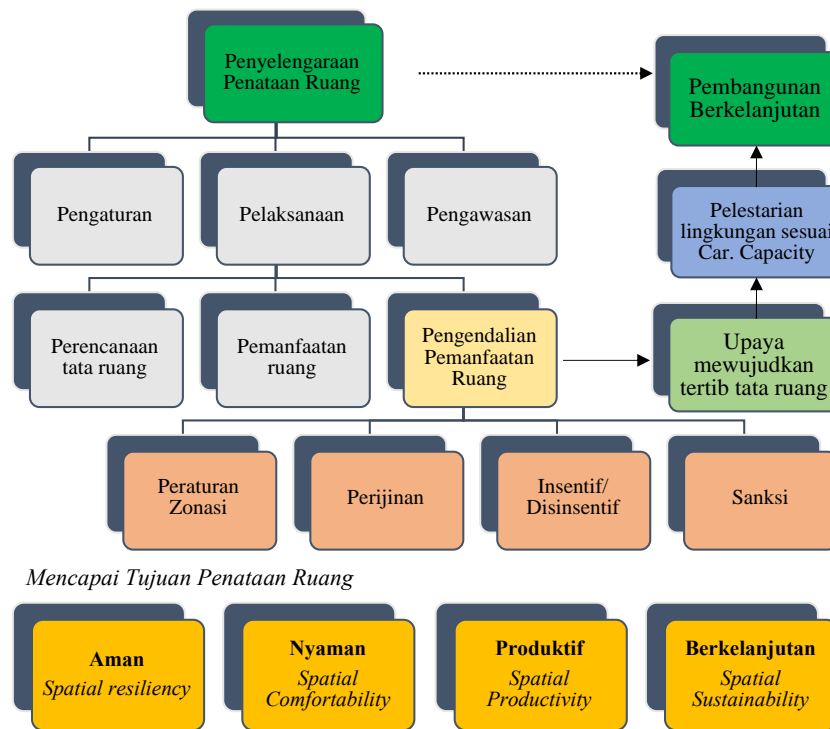 Penyelengaraan
Penataan Ruang
Pembangunan
Berkelanjutan
Pengaturan
Pelaksanaan
Pengawasan
Pelestarian
lingkungan sesuai
Car. Capacity
Perencanaan
tata ruang
Pemanfaatan
ruang
Pengendalian
Pemanfaatan
Ruang
Upaya
mewujudkan
tertib tata ruang
Peraturan
Zonasi
Perijinan
Insentif/
Disinsentif
Sanksi
Mencapai Tujuan Penataan Ruang
Aman
Spatial resiliency
Nyaman
Spatial
Comfortability
Produktif
Spatial
Productivity
Berkelanjutan
Spatial
Sustainability